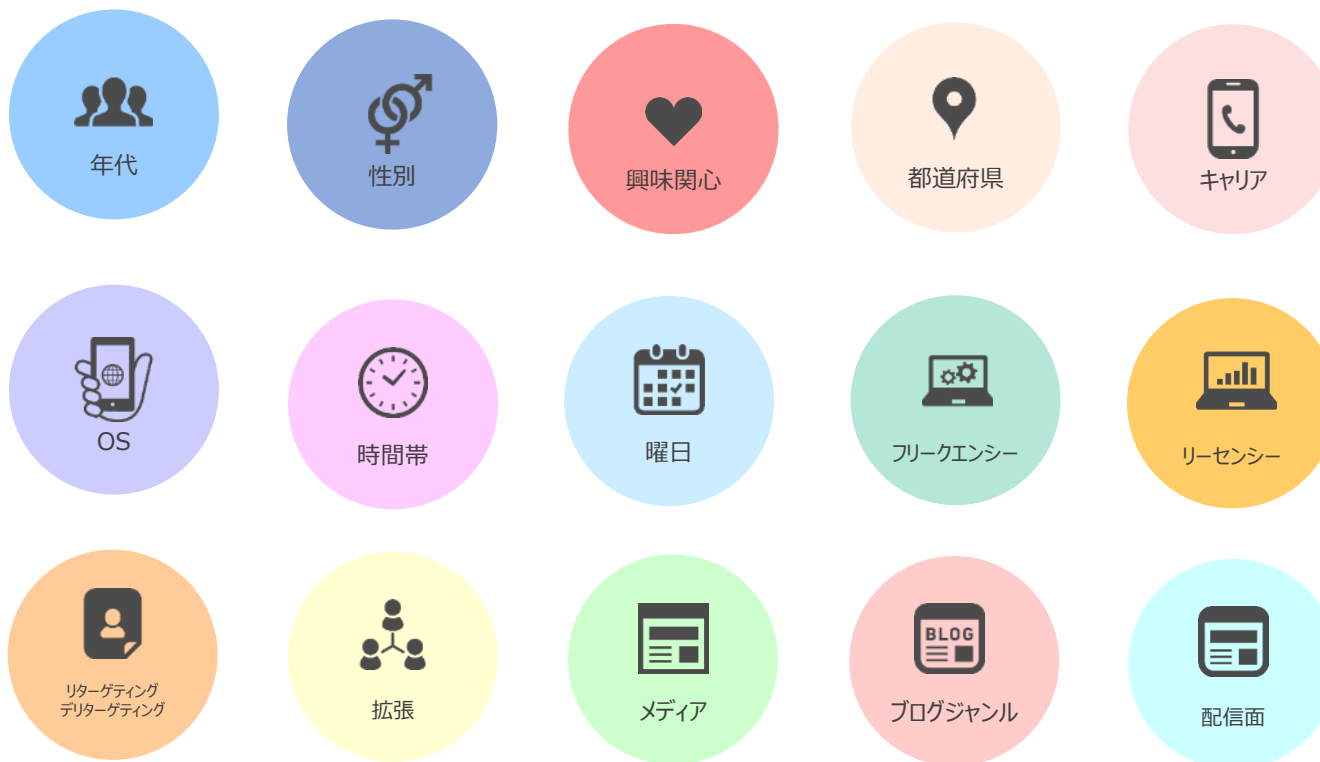 年代
性別
興味関心
都道府県
キャリア
OS
時間帯
曜日
フリークエンシー
リーセンシー
リターゲティング
デリターゲティング
拡張
メディア
BLOG
ブログジャンル
配信面